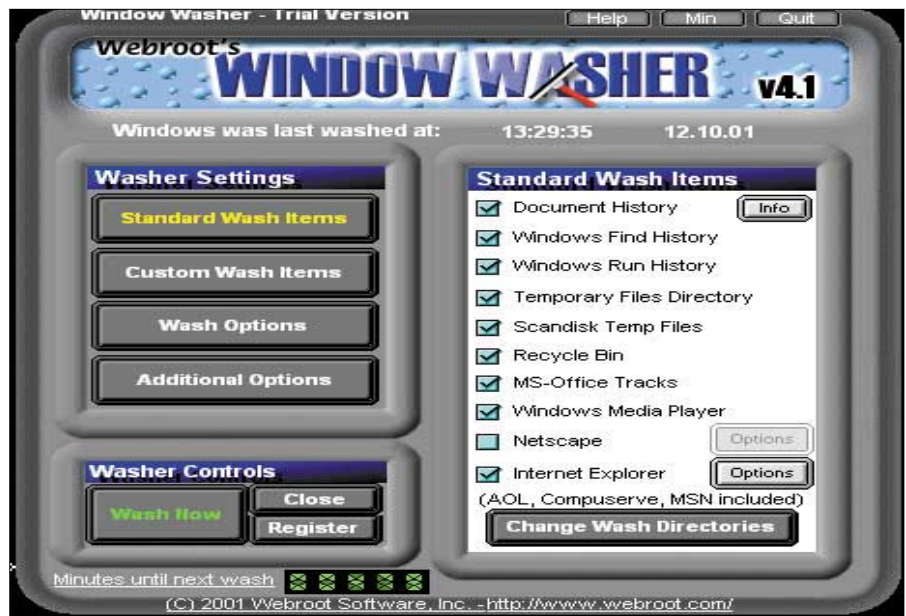 Window Washer - Trial Version
Help Min Quit
Webroot's
WINDOW WASHER v4.1
Windows was last washed at: 13:29:35 12.10.01
Washer Settings
Standard Wash Items
Custom Wash Items
Wash Options
Additional Options
Washer Controls
Wash Now
Close
Register
Standard Wash Items
Document History Info
Windows Find History
Windows Run History
Temporary Files Directory
Scandisk Temp Files
Recycle Bin
MS-Office Tracks
Windows Media Player
Netscape Options
Internet Explorer Options
(AOL, Compuserve, MSN included)
Change Wash Directories
Minutes until next wash
(C) 2001 Webroot Software, Inc. -http://www.webroot.com/